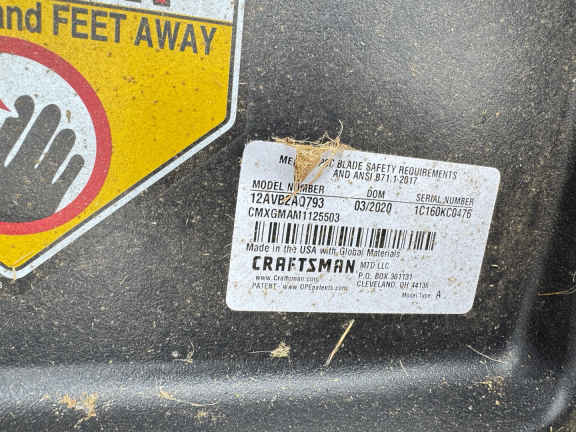 and FEET AWAY
BLADE SAFETY REQUIREMENTS
AND ANSI B71.1-2017
MODEL NUMBER DOM SERIAL NUMBER
12AVB2AQ793 03/2020 1C160KC0476
CMXGMAM1125503
Made in the USA with Global Materials
CRAFTSMAN MTD LLC
www.Craftsman.com P.O. BOX 361131
PATENT - www.OPEpatents.com CLEVELAND, OH 44136
Model Type: A